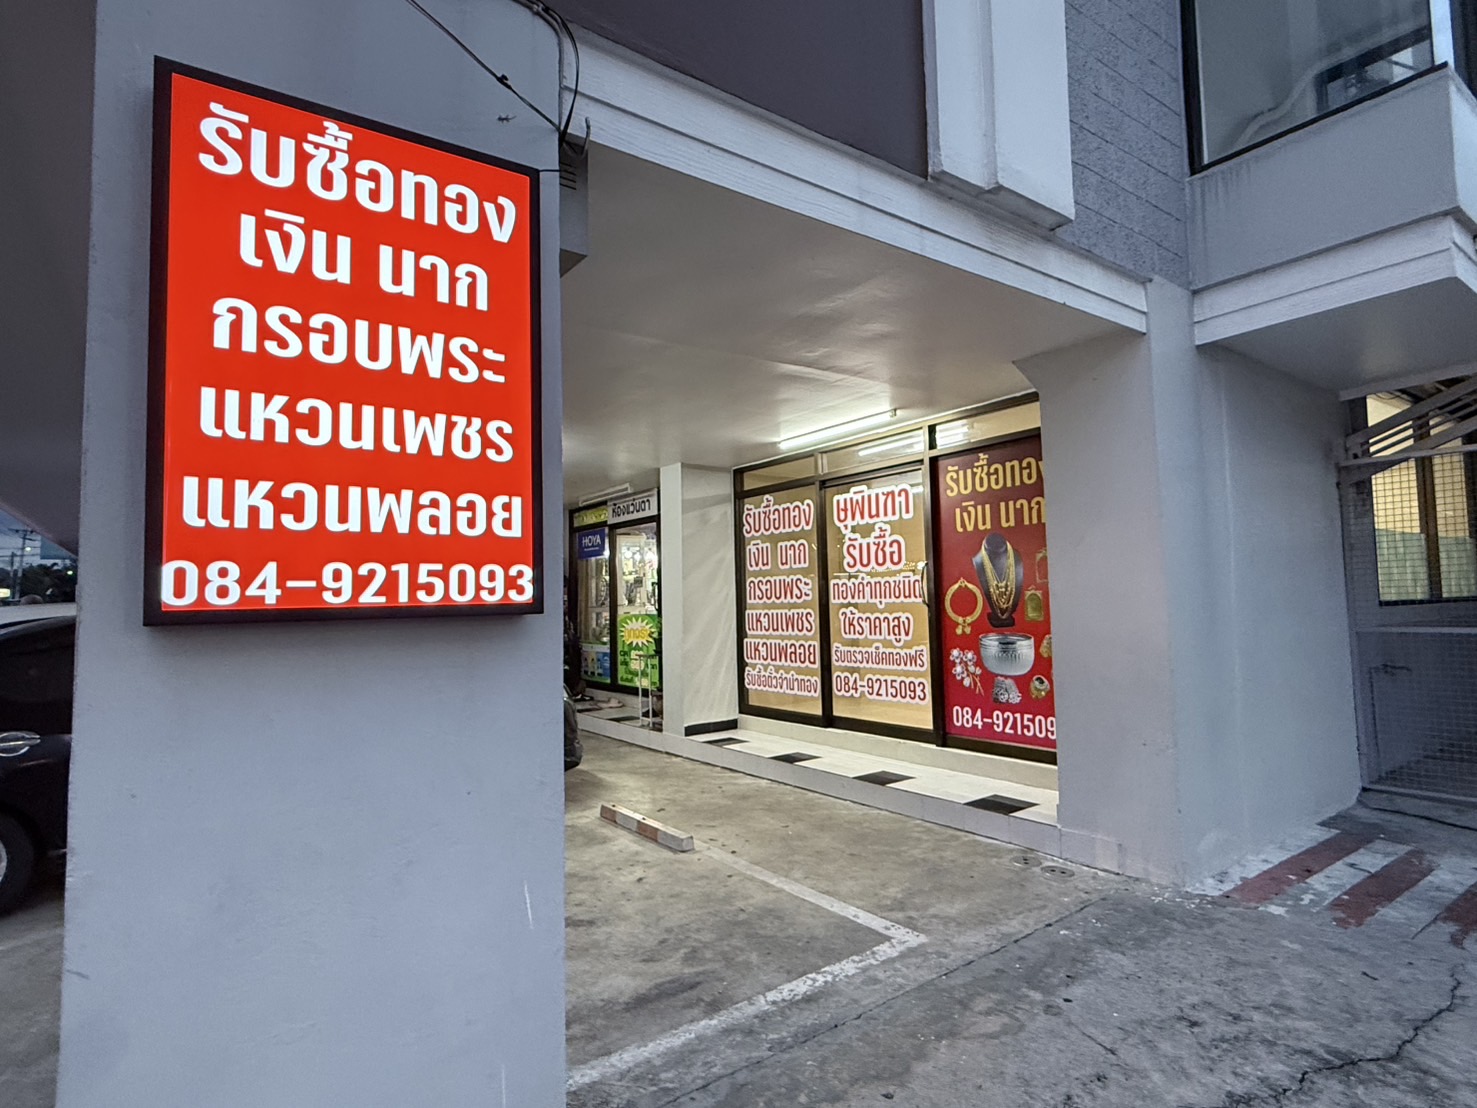 รับซื้อทอง
เงิน นาก
กรอบพระ
แหวนเพชร
แหวนพลอย
084-9215093
ห้องแว่นตา
HOYA
รับซื้อทอง
เงิน นาก
กรอบพระ
แหวนเพชร
แหวนพลอย
รับซื้อตั๋วจำนำทอง
ษุพินฑา
รับซื้อ
ทองคำทุกชนิด
ให้ราคาสูง
รับตรวจเช็คทองฟรี
084-9215093
รับซื้อทอง
เงิน นาก
084-921509